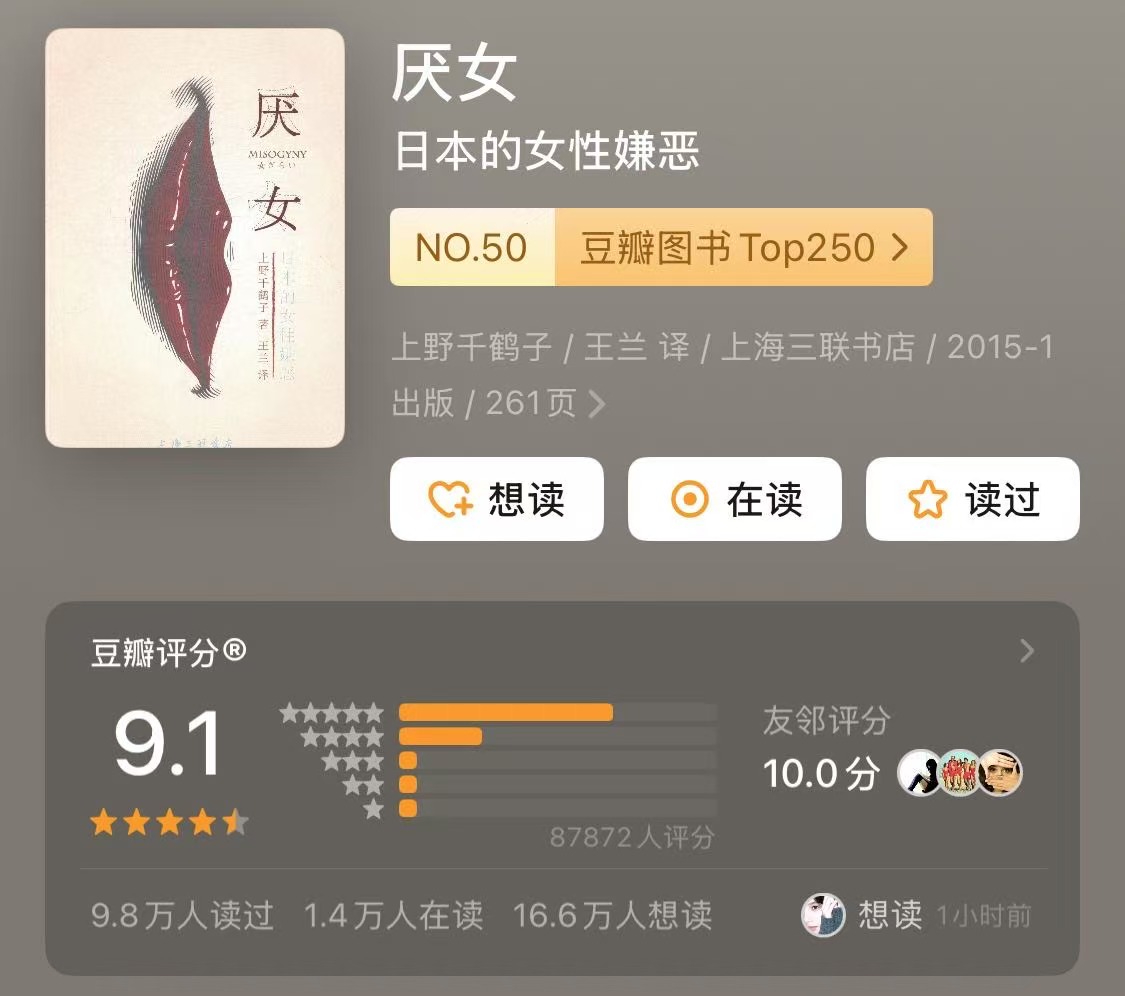 厌女
MISOGYNY
女ぎらい
日本的女性嫌恶
上野千鹤子 著 王兰 译
上海三联书店
厌女
日本的女性嫌恶
NO.50 豆瓣图书 Top250
上野千鹤子 / 王兰 译 / 上海三联书店 / 2015-1
出版 / 261页
想读 在读 读过
豆瓣评分®
9.1
87872人评分
友邻评分
10.0分
9.8万人读过 1.4万人在读 16.6万人想读 想读 1小时前